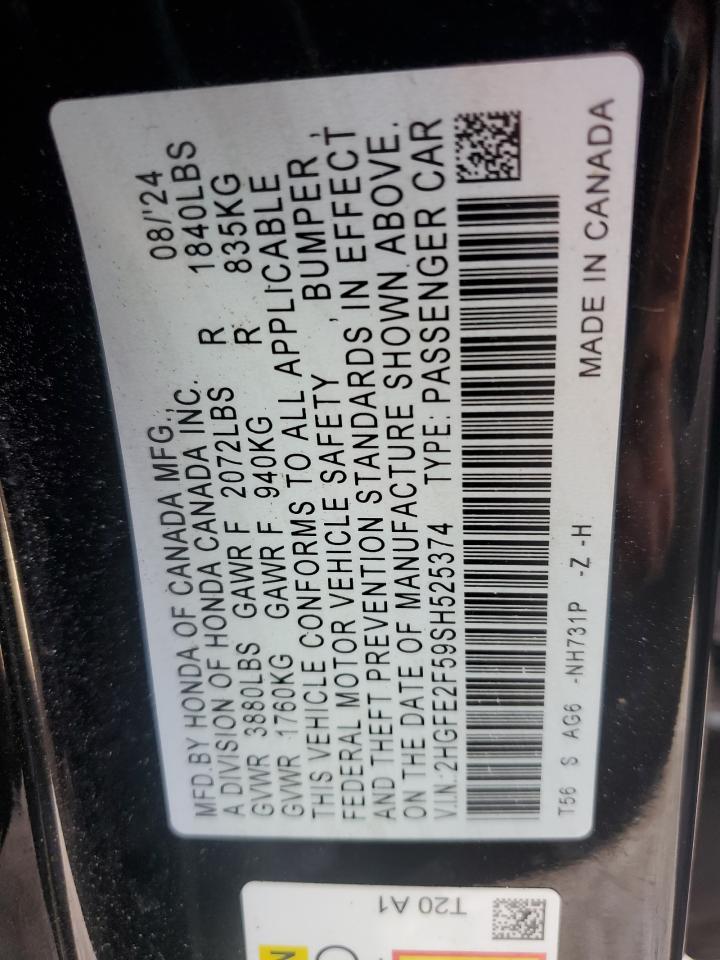 MFD.BY HONDA OF CANADA MFG., 08/'24
A DIVISION OF HONDA CANADA INC.
GVWR 3880LBS GAWR F 2072LBS R 1840LBS
GVWR 1760KG GAWR F 940KG R 835KG
THIS VEHICLE CONFORMS TO ALL APPLICABLE
FEDERAL MOTOR VEHICLE SAFETY , BUMPER ,
AND THEFT PREVENTION STANDARDS IN EFFECT
ON THE DATE OF MANUFACTURE SHOWN ABOVE.
V.I.N. 2HGFE2F59SH525374 TYPE: PASSENGER CAR
T56 S AG6 -NH731P -Z -H MADE IN CANADA
T20 A1